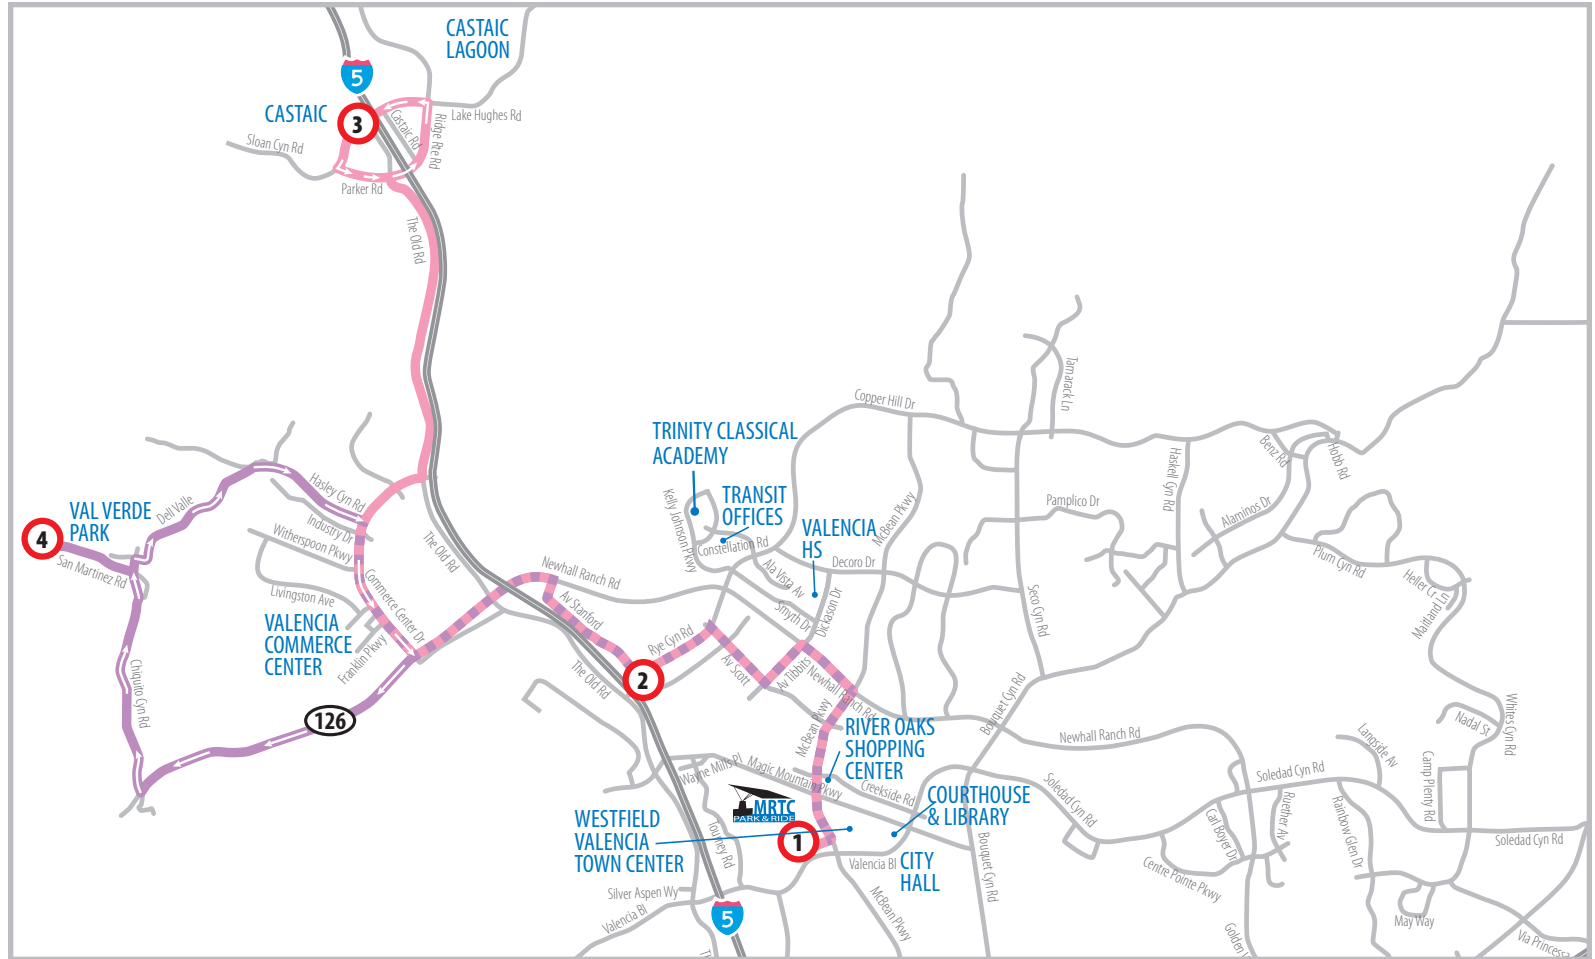 CASTAIC
LAGOON
5
CASTAIC
3
Castaic Rd
Ridge Rte Rd
Lake Hughes Rd
Sloan Cyn Rd
Parker Rd
The Old Rd
Tamarack Ln
Copper Hill Dr
TRINITY CLASSICAL
ACADEMY
Benz Rd
Hobb Rd
Haskell Cyn Rd
Hasley Cyn Rd
Kelly Johnson Pkwy
TRANSIT
OFFICES
McBean Pkwy
Pamplico Dr
Alaminos Dr
VAL VERDE
PARK
Dell Valle
4
Industry Dr
Witherspoon Pkwy
The Old Rd
VALENCIA
HS
Constellation Rd
Decoro Dr
Plum Cyn Rd
San Martinez Rd
Newhall Ranch Rd
Ala Vista Av
Heller Cr
Commerce Center Dr
Livingston Ave
Av Stanford
Smyth Dr
Dickason Dr
Seco Cyn Rd
Maitland Ln
VALENCIA
COMMERCE
CENTER
Franklin Pkwy
Rye Cyn Rd
Av Scott
Av Tibbits
Newhall Ranch Rd
2
The Old Rd
Chiquito Cyn Rd
126
McBean Pkwy
Bouquet Cyn Rd
RIVER OAKS
SHOPPING
CENTER
Newhall Ranch Rd
Whites Cyn Rd
Nadal St
Langside Av
Wayne Mills Pl
Magic Mountain Pkwy
Creekside Rd
Soledad Cyn Rd
Soledad Cyn Rd
Camp Plenty Rd
MRTC
PARK & RIDE
COURTHOUSE
& LIBRARY
WESTFIELD
VALENCIA
TOWN CENTER
Tourney Rd
1
Carl Boyer Dr
Ruether Av
Rainbow Glen Dr
Soledad Cyn Rd
Valencia Bl
CITY
HALL
Bouquet Cyn Rd
Centre Pointe Pkwy
Silver Aspen Wy
Valencia Bl
5
McBean Pkwy
May Way
Golden
Via Princessa